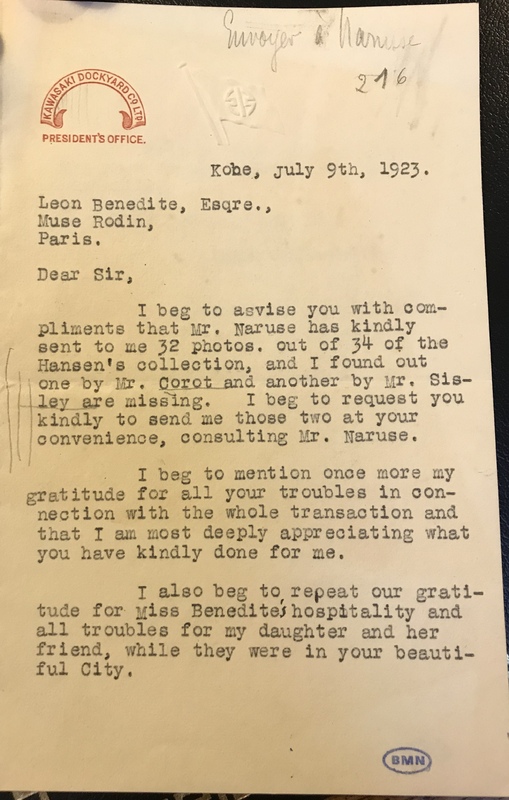 Envoyer à Naruse
216
KAWASAKI DOCKYARD CO LTD
PRESIDENT'S OFFICE.
Kobe, july 9th, 1923.
Leon Benedite, Esqre.,
Muse Rodin,
Paris.
Dear Sir,
I beg to asvise you with com-
pliments that Mr. Naruse has kindly
sent to me 32 photos. out of 34 of the
Hansen's collection, and I found out
one by Mr. Corot and another by Mr. Sis-
ley are missing. I beg to request you
kindly to send me those two at your
convenience, consulting Mr. Naruse.
I beg to mention once more my
gratitude for all your troubles in con-
nection with the whole transaction and
that I am most deeply appreciating what
you have kindly done for me.
I also beg to, repeat our grati-
tude for Miss Benedite's hospitality and
all troubles for my daughter and her
friend, while they were in your beauti-
ful City.
BMN